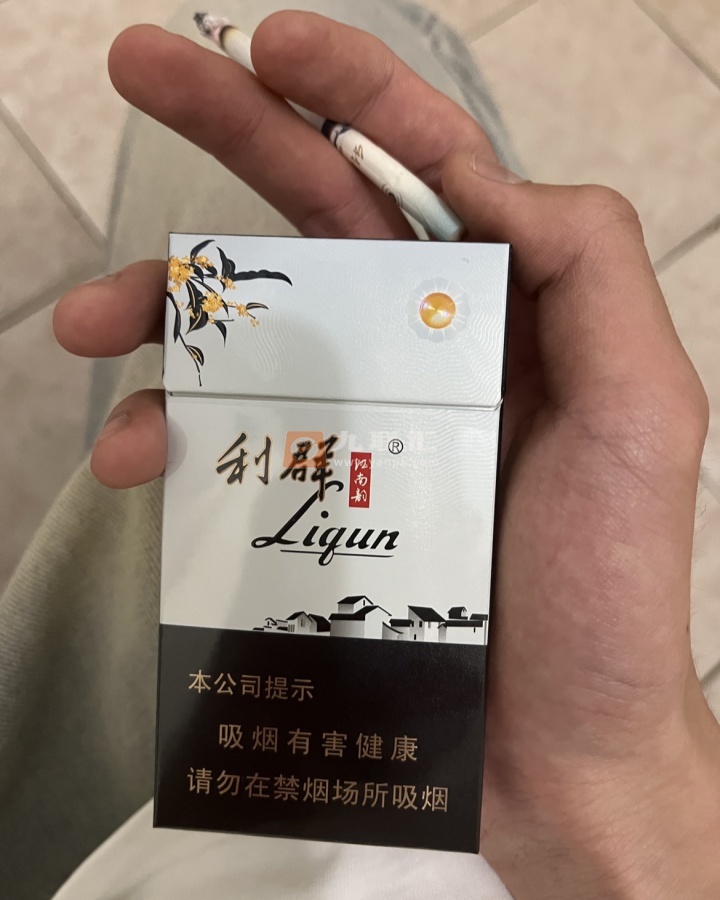 利群®
江南韵
Liqun
本公司提示
吸烟有害健康
请勿在禁烟场所吸烟